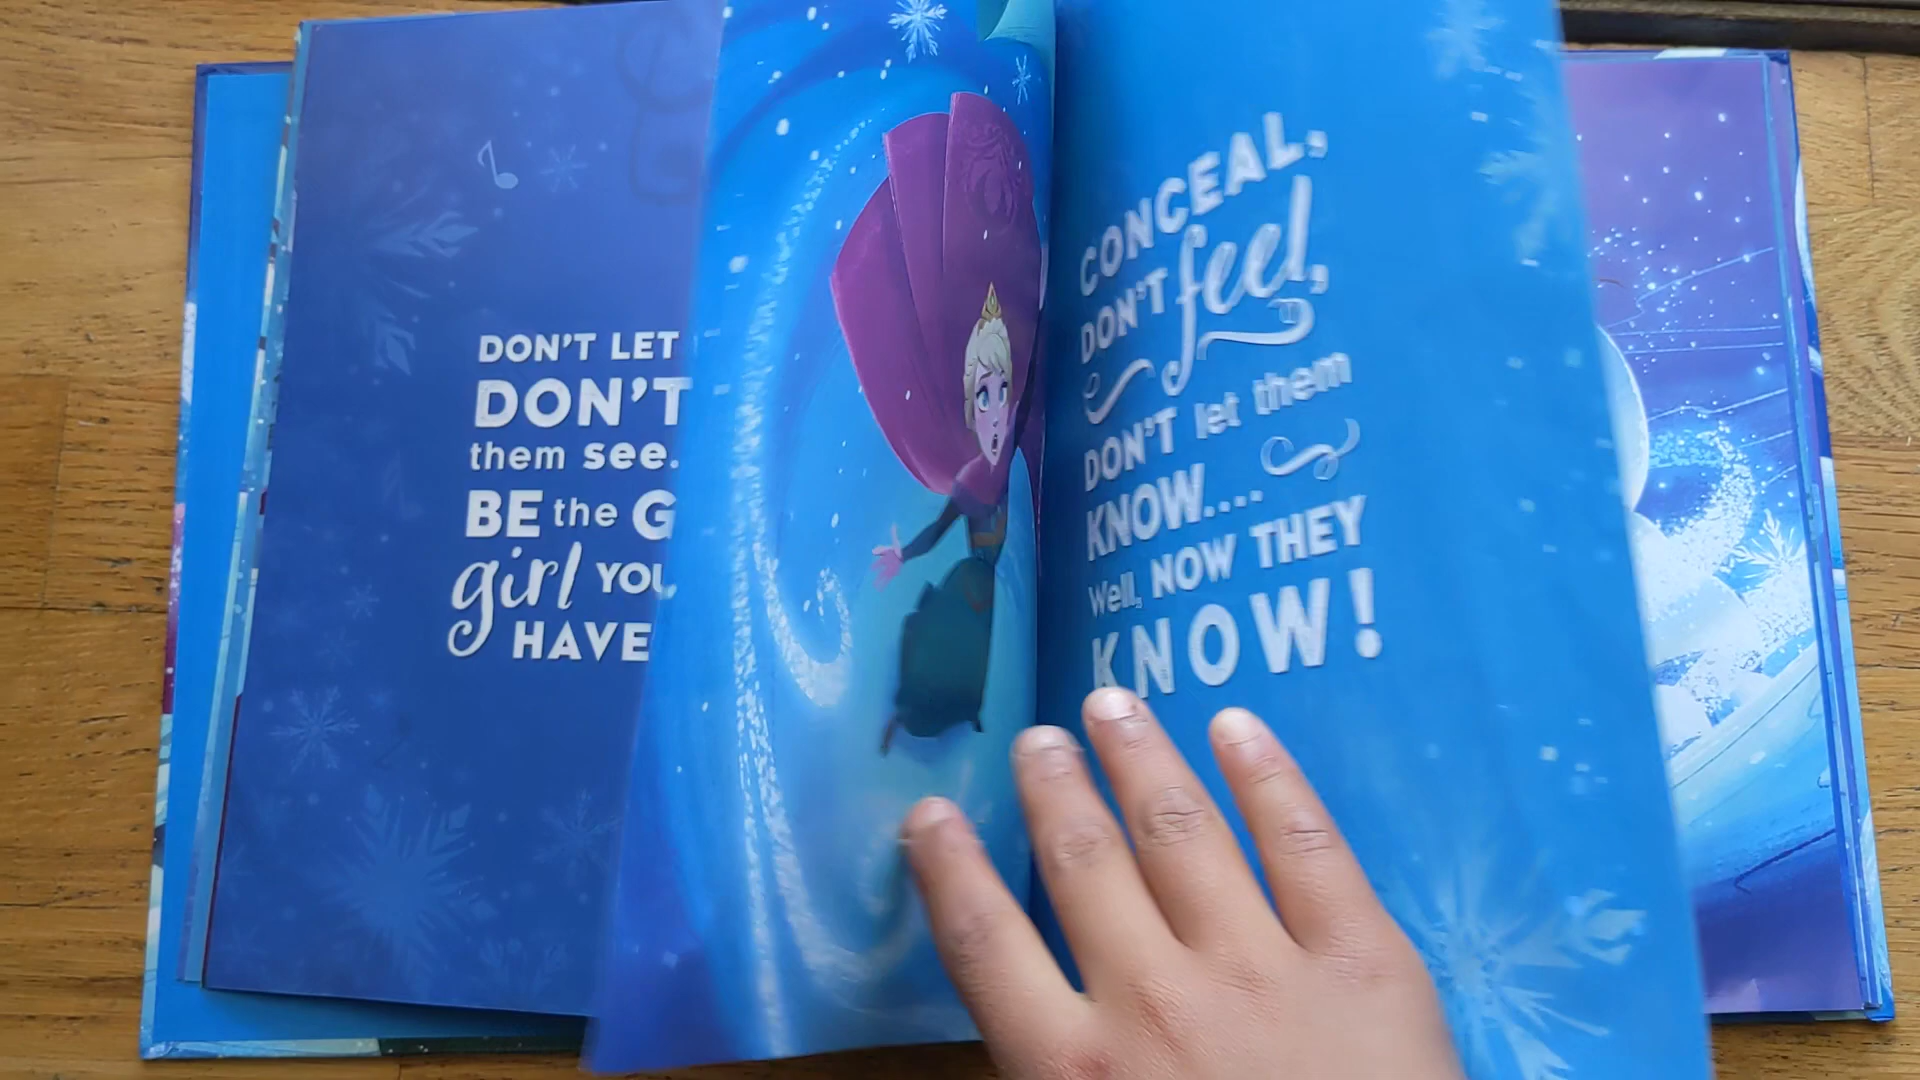 DON'T LET
DON'T
them see.
BE the G
girl YOU
HAVE
CONCEAL,
DON'T feel,
DON'T let them
KNOW....
Well, NOW THEY
KNOW!